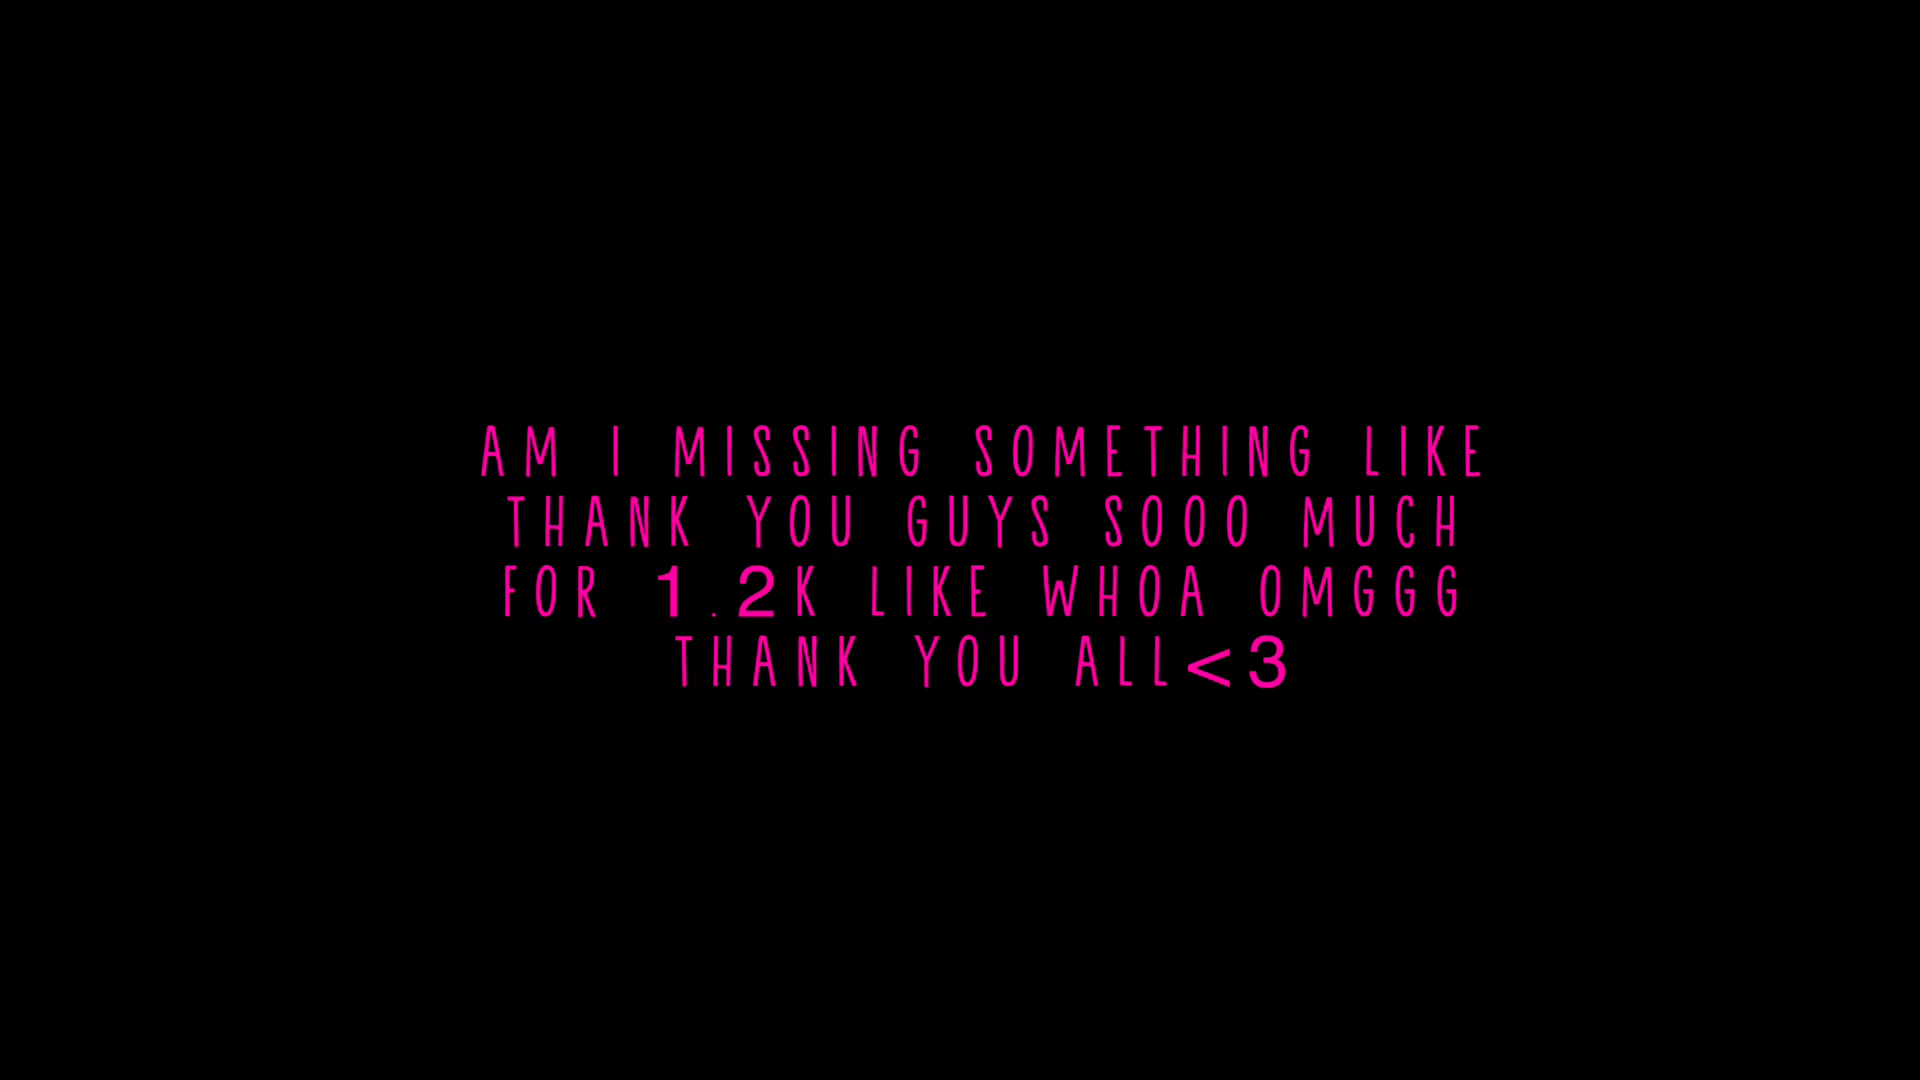 AM I MISSING SOMETHING LIKE
THANK YOU GUYS SOOO MUCH
FOR 1.2K LIKE WHOA OMGGG
THANK YOU ALL<3